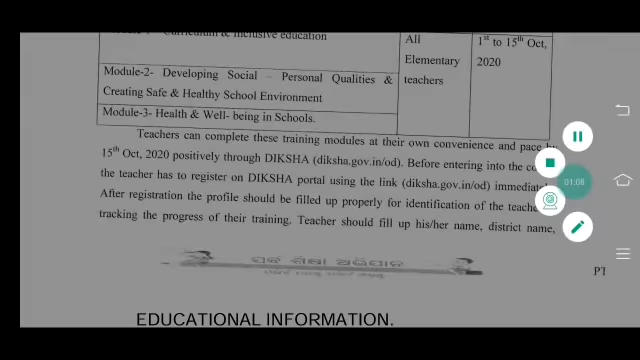 Module-1 - Curriculum & Inclusive education
All Elementary teachers
1st to 15th Oct, 2020
Module-2- Developing Social – Personal Qualities &
Creating Safe & Healthy School Environment
Module-3- Health & Well- being in Schools.
Teachers can complete these training modules at their own convenience and pace by
15th Oct, 2020 positively through DIKSHA (diksha.gov.in/od). Before entering into the
the teacher has to register on DIKSHA portal using the link (diksha.gov.in/od)
After registration the profile should be filled up properly for identification of the
tracking the progress of their training. Teacher should fill up his/her name, district name,
ସର୍ବ ଶିକ୍ଷା ଅଭିଯାନ
PT
EDUCATIONAL INFORMATION.
01:08